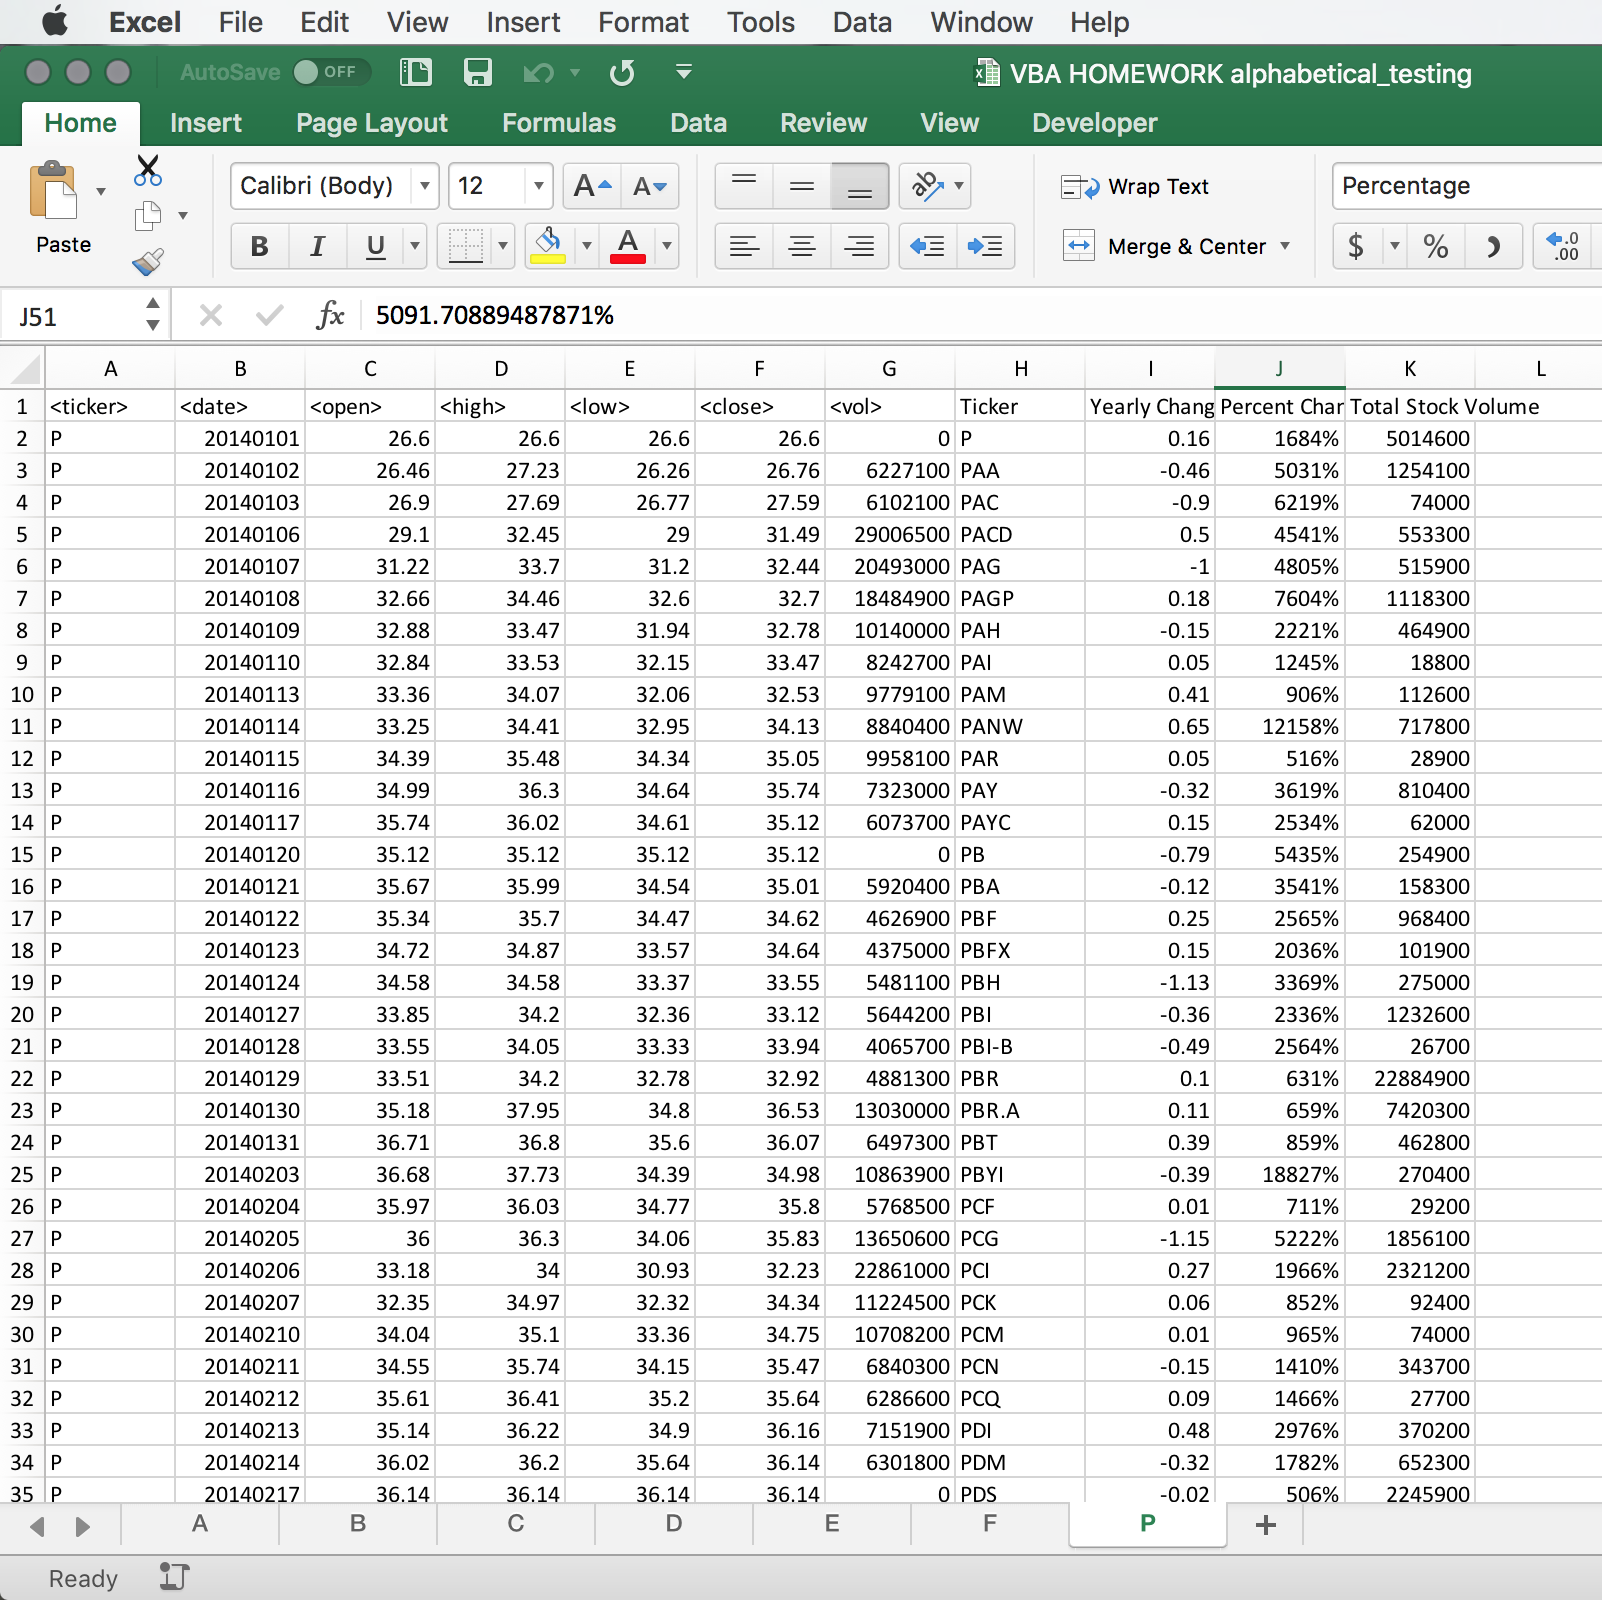 Excel File Edit View Insert Format Tools Data Window Help
AutoSave OFF VBA HOMEWORK alphabetical_testing
Home Insert Page Layout Formulas Data Review View Developer
Paste Calibri (Body) 12 A A ab Wrap Text Percentage
B I U A Merge & Center $ % .0 .00
J51 fx 5091.70889487871%
A B C D E F G H I J K L
1 <ticker> <date> <open> <high> <low> <close> <vol> Ticker Yearly Chang Percent Char Total Stock Volume
2 P 20140101 26.6 26.6 26.6 26.6 0 P 0.16 1684% 5014600
3 P 20140102 26.46 27.23 26.26 26.76 6227100 PAA -0.46 5031% 1254100
4 P 20140103 26.9 27.69 26.77 27.59 6102100 PAC -0.9 6219% 74000
5 P 20140106 29.1 32.45 29 31.49 29006500 PACD 0.5 4541% 553300
6 P 20140107 31.22 33.7 31.2 32.44 20493000 PAG -1 4805% 515900
7 P 20140108 32.66 34.46 32.6 32.7 18484900 PAGP 0.18 7604% 1118300
8 P 20140109 32.88 33.47 31.94 32.78 10140000 PAH -0.15 2221% 464900
9 P 20140110 32.84 33.53 32.15 33.47 8242700 PAI 0.05 1245% 18800
10 P 20140113 33.36 34.07 32.06 32.53 9779100 PAM 0.41 906% 112600
11 P 20140114 33.25 34.41 32.95 34.13 8840400 PANW 0.65 12158% 717800
12 P 20140115 34.39 35.48 34.34 35.05 9958100 PAR 0.05 516% 28900
13 P 20140116 34.99 36.3 34.64 35.74 7323000 PAY -0.32 3619% 810400
14 P 20140117 35.74 36.02 34.61 35.12 6073700 PAYC 0.15 2534% 62000
15 P 20140120 35.12 35.12 35.12 35.12 0 PB -0.79 5435% 254900
16 P 20140121 35.67 35.99 34.54 35.01 5920400 PBA -0.12 3541% 158300
17 P 20140122 35.34 35.7 34.47 34.62 4626900 PBF 0.25 2565% 968400
18 P 20140123 34.72 34.87 33.57 34.64 4375000 PBFX 0.15 2036% 101900
19 P 20140124 34.58 34.58 33.37 33.55 5481100 PBH -1.13 3369% 275000
20 P 20140127 33.85 34.2 32.36 33.12 5644200 PBI -0.36 2336% 1232600
21 P 20140128 33.55 34.05 33.33 33.94 4065700 PBI-B -0.49 2564% 26700
22 P 20140129 33.51 34.2 32.78 32.92 4881300 PBR 0.1 631% 22884900
23 P 20140130 35.18 37.95 34.8 36.53 13030000 PBR.A 0.11 659% 7420300
24 P 20140131 36.71 36.8 35.6 36.07 6497300 PBT 0.39 859% 462800
25 P 20140203 36.68 37.73 34.39 34.98 10863900 PBYI -0.39 18827% 270400
26 P 20140204 35.97 36.03 34.77 35.8 5768500 PCF 0.01 711% 29200
27 P 20140205 36 36.3 34.06 35.83 13650600 PCG -1.15 5222% 1856100
28 P 20140206 33.18 34 30.93 32.23 22861000 PCI 0.27 1966% 2321200
29 P 20140207 32.35 34.97 32.32 34.34 11224500 PCK 0.06 852% 92400
30 P 20140210 34.04 35.1 33.36 34.75 10708200 PCM 0.01 965% 74000
31 P 20140211 34.55 35.74 34.15 35.47 6840300 PCN -0.15 1410% 343700
32 P 20140212 35.61 36.41 35.2 35.64 6286600 PCQ 0.09 1466% 27700
33 P 20140213 35.14 36.22 34.9 36.16 7151900 PDI 0.48 2976% 370200
34 P 20140214 36.02 36.2 35.64 36.14 6301800 PDM -0.32 1782% 652300
35 P 20140217 36.14 36.14 36.14 36.14 0 PDS -0.02 506% 2245900
A B C D E F P +
Ready